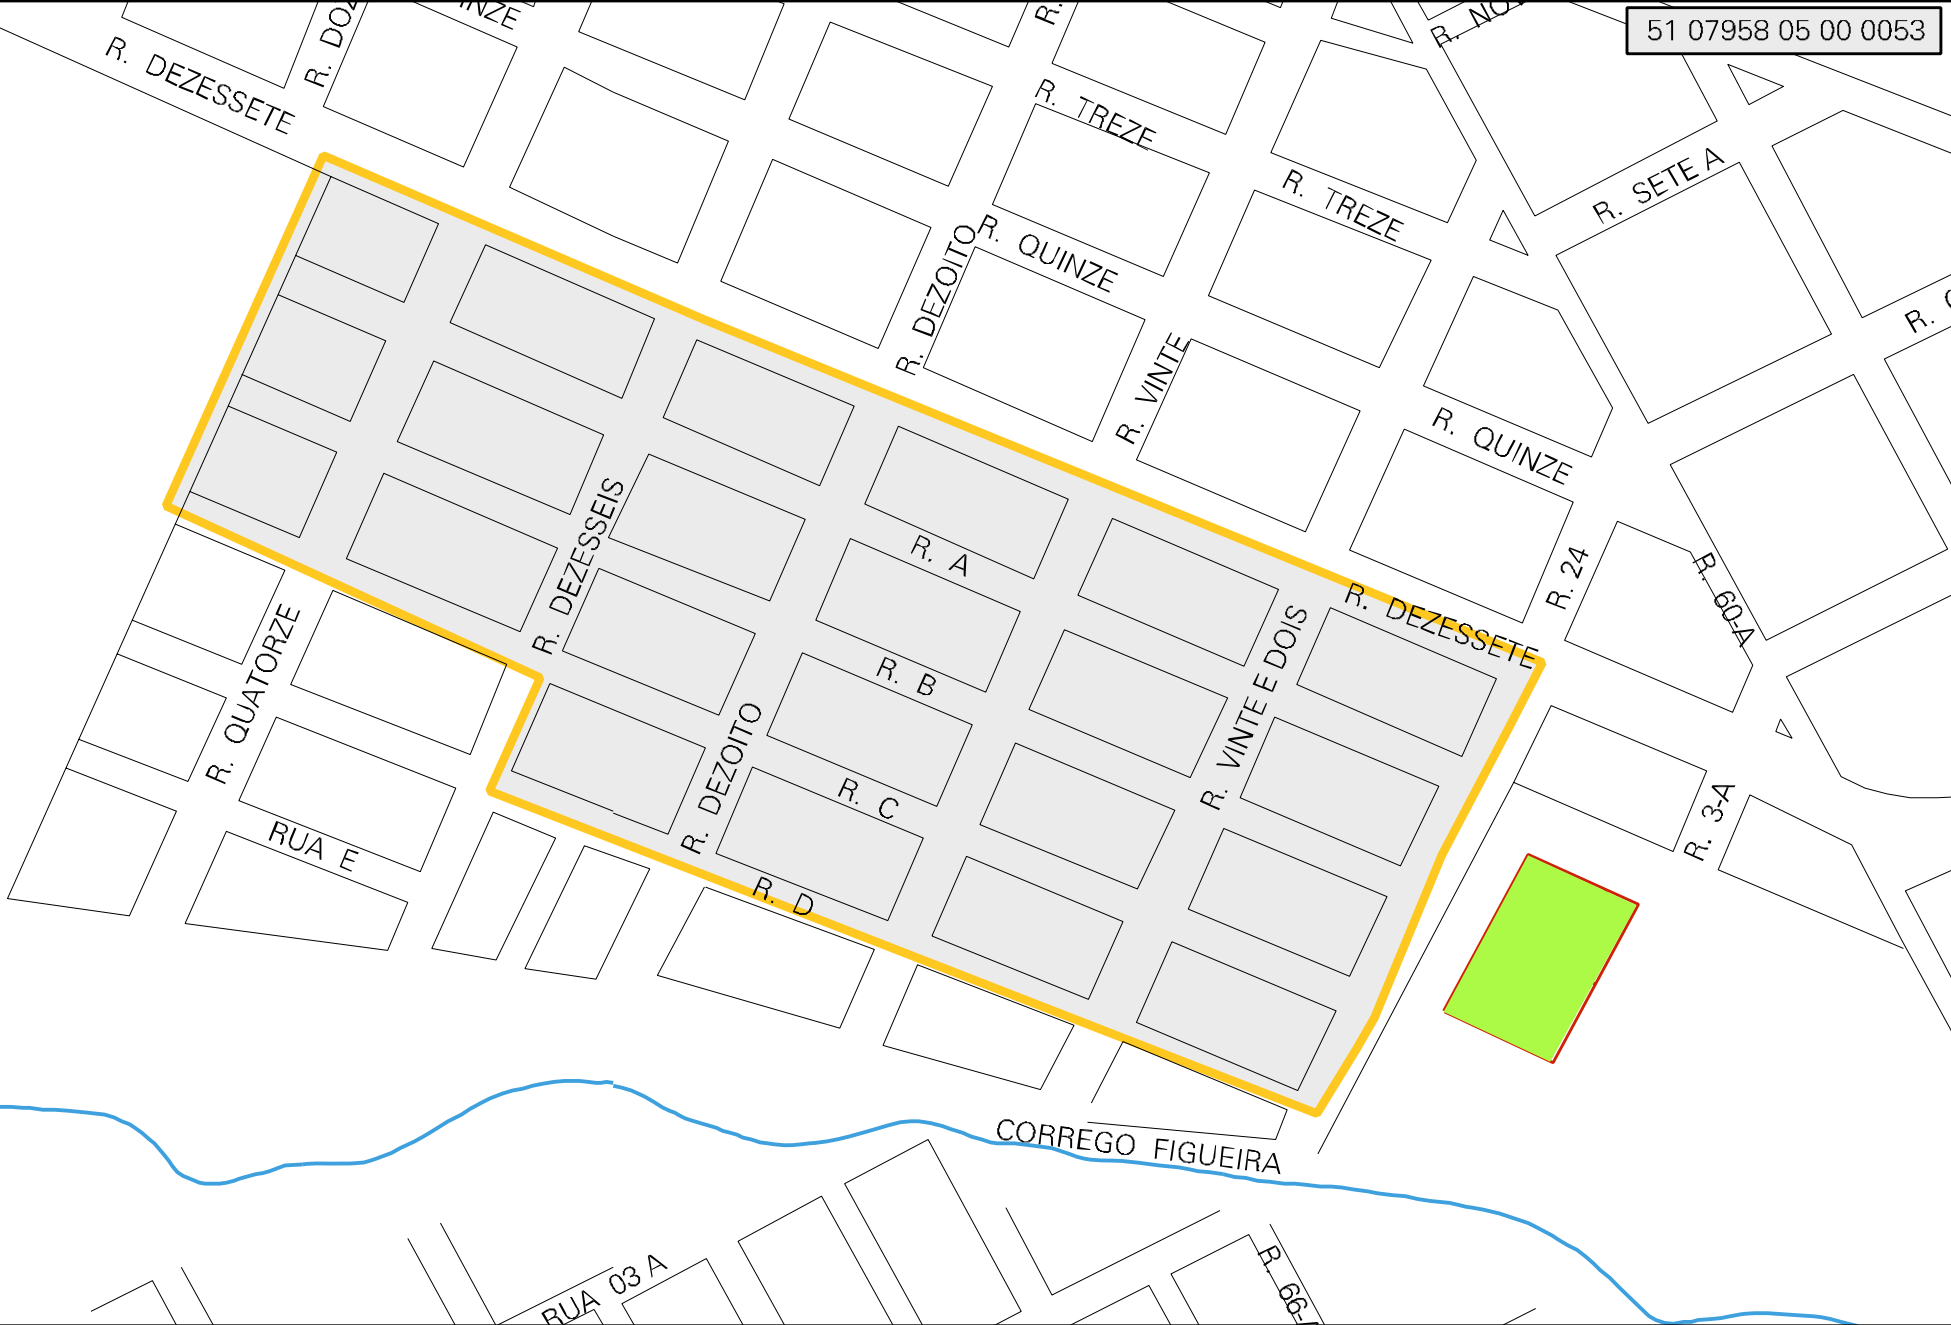 51 07958 05 00 0053
R. DEZESSETE
R. TREZE
R. SETE A
R. TREZE
R. QUINZE
R. DEZOITO
R. VINTE
R. QUINZE
R. DEZESSEIS
R. A
R. 24
R. 60-A
R. DEZESSETE
R. QUATORZE
R. VINTE E DOIS
R. B
R. DEZOITO
R. C
R. 3-A
RUA E
R. D
CORREGO FIGUEIRA
RUA 03 A